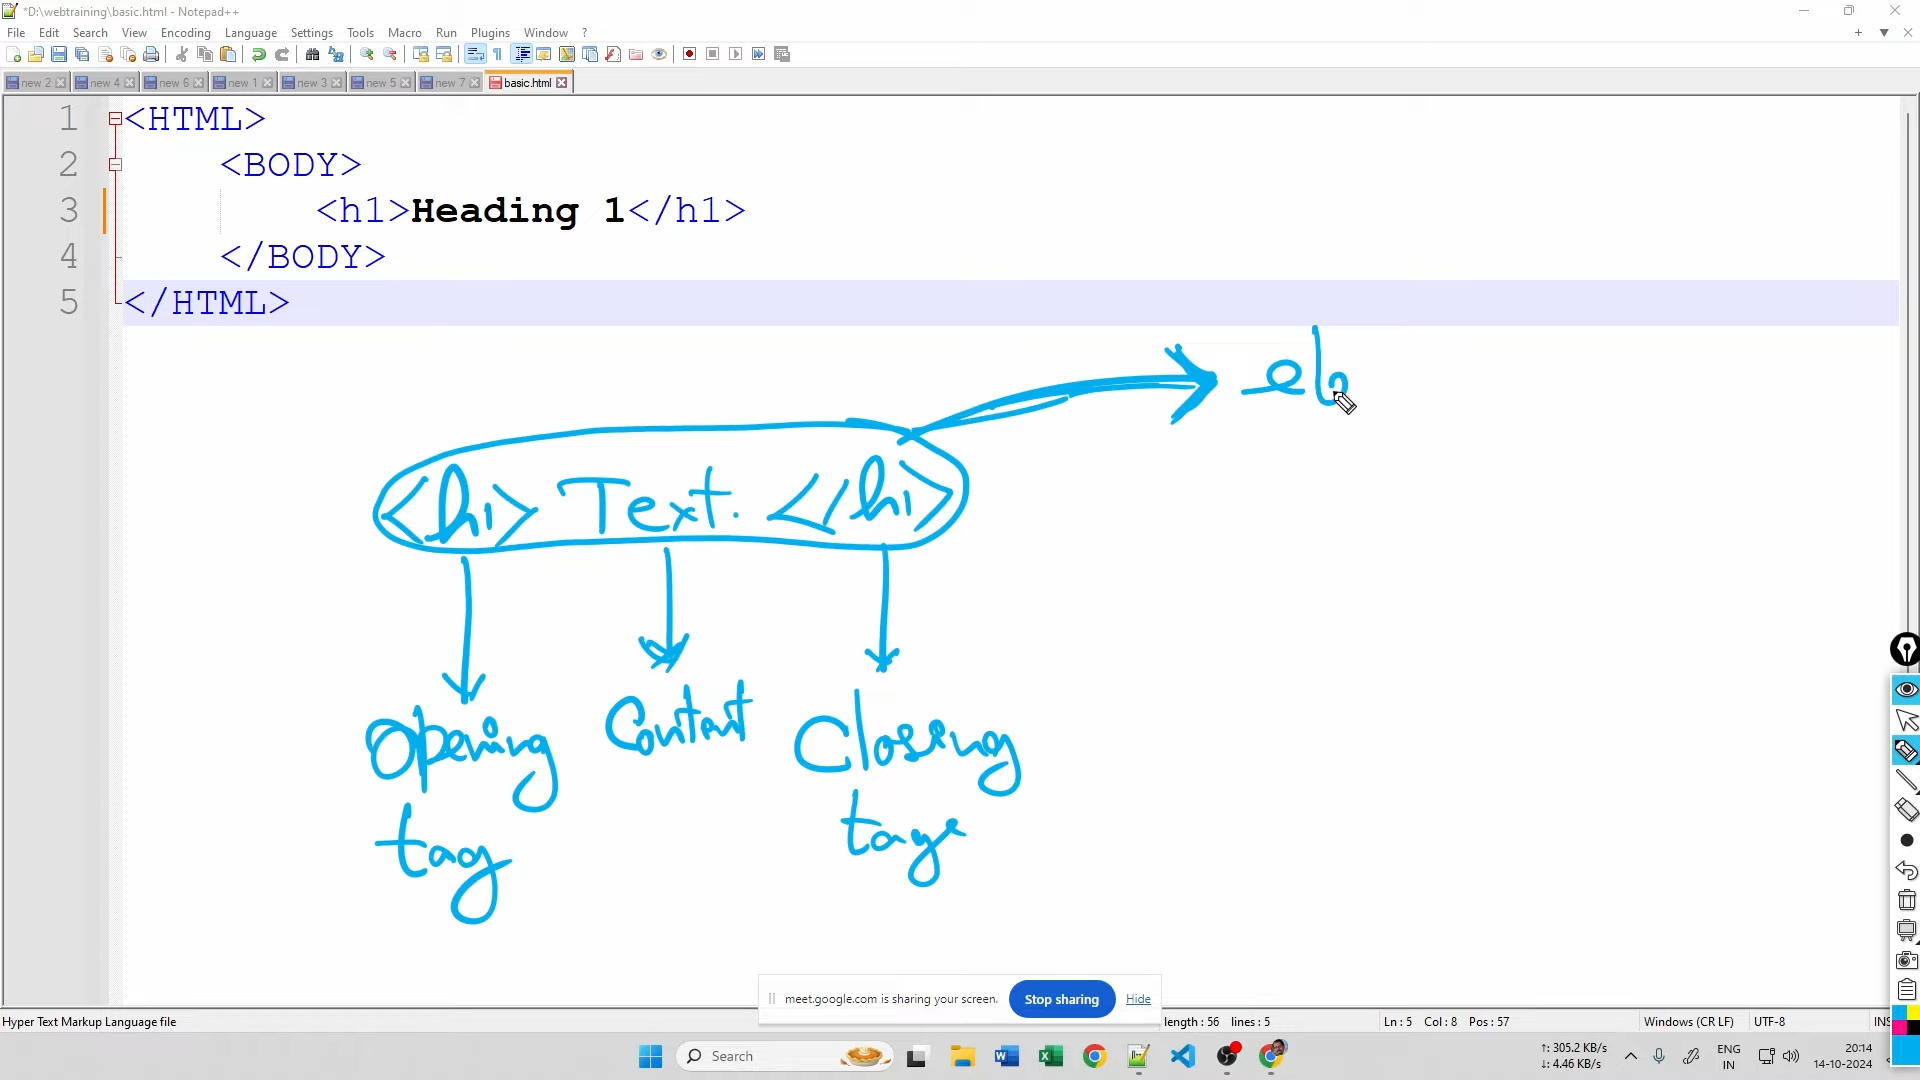 *D:\webtraining\basic.html - Notepad++
File Edit Search View Encoding Language Settings Tools Macro Run Plugins Window ?
new 2 new 4 new 6 new 1 new 3 new 5 new 7 basic.html
1 <HTML>
2 <BODY>
3 <h1>Heading 1</h1>
4 </BODY>
5 </HTML>
el
<h1> Text. </h1>
Opening Content Closing
tag tag
meet.google.com is sharing your screen. Stop sharing Hide
Hyper Text Markup Language file length : 56 lines : 5 Ln : 5 Col : 8 Pos : 57 Windows (CR LF) UTF-8 INS
Search
↑: 305.2 KB/s ENG 20:14
↓: 4.46 KB/s IN 14-10-2024